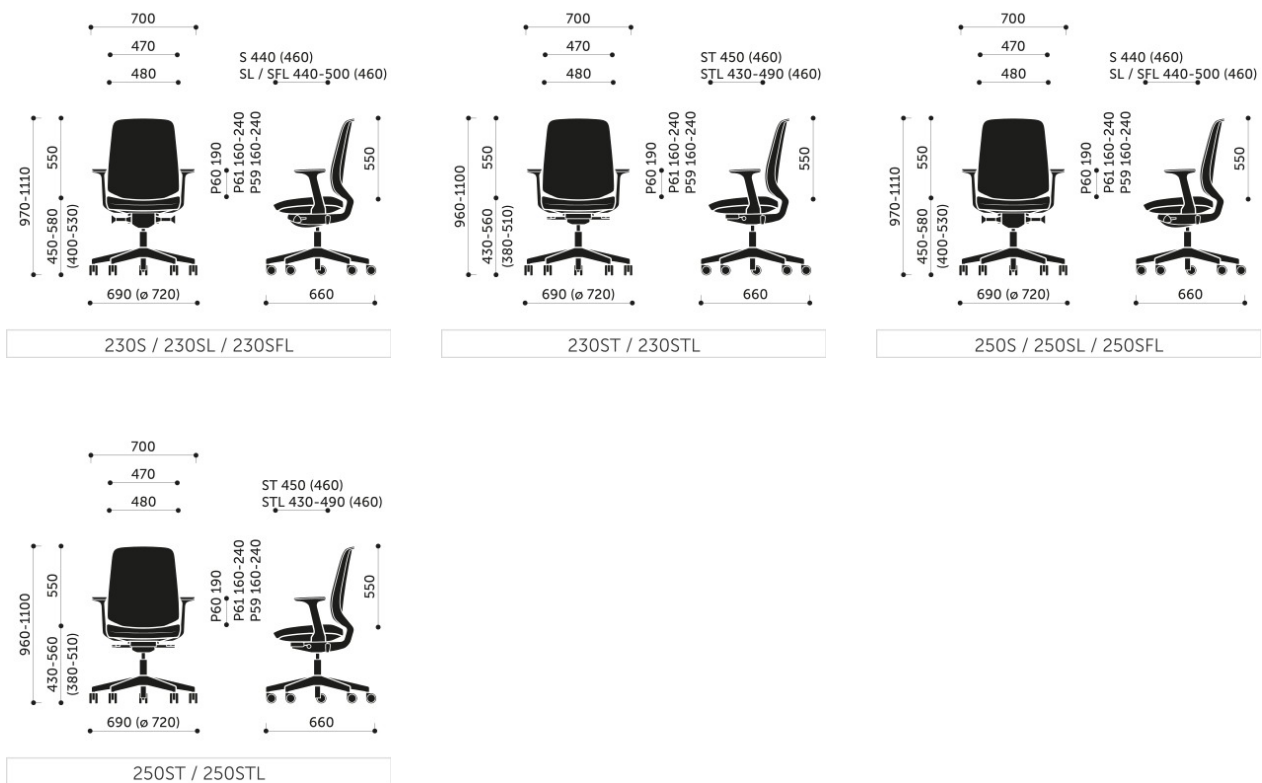 700
470
480
S 440 (460)
SL / SFL 440-500 (460)
970-1110
550
450-580
(400-530)
P60 190
P61 160-240
P59 160-240
550
690 (ø 720)
660
230S / 230SL / 230SFL
700
470
480
ST 450 (460)
STL 430-490 (460)
960-1100
550
430-560
(380-510)
P60 190
P61 160-240
P59 160-240
550
690 (ø 720)
660
230ST / 230STL
700
470
480
S 440 (460)
SL / SFL 440-500 (460)
970-1110
550
450-580
(400-530)
P60 190
P61 160-240
P59 160-240
550
690 (ø 720)
660
250S / 250SL / 250SFL
700
470
480
ST 450 (460)
STL 430-490 (460)
960-1100
550
430-560
(380-510)
P60 190
P61 160-240
P59 160-240
550
690 (ø 720)
660
250ST / 250STL